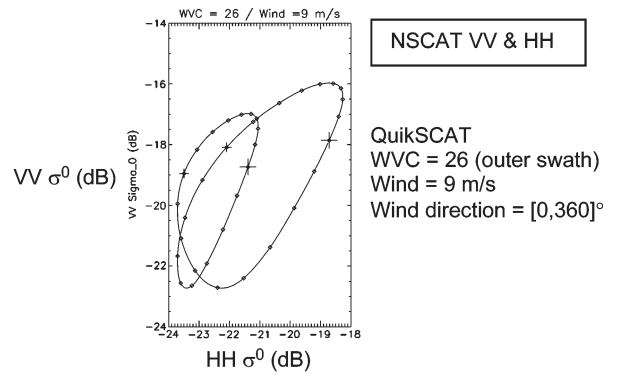 WVC = 26 / Wind =9 m/s
NSCAT VV & HH
-14
-16
-18
-20
-22
-24
VV Sigma_0 (dB)
VV σ⁰ (dB)
QuikSCAT
WVC = 26 (outer swath)
Wind = 9 m/s
Wind direction = [0,360]°
-24 -23 -22 -21 -20 -19 -18
HH σ⁰ (dB)